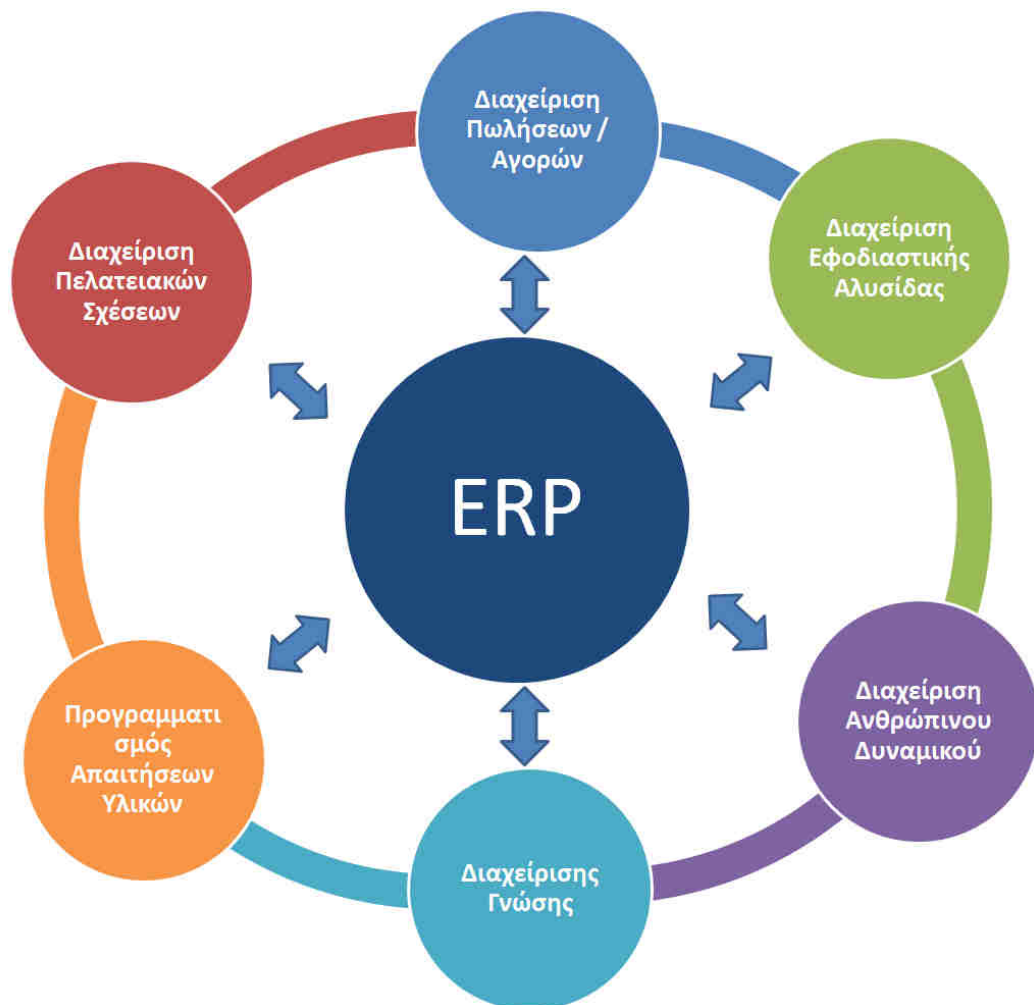 Διαχείριση
Πωλήσεων /
Αγορών
Διαχείριση
Εφοδιαστικής
Αλυσίδας
Διαχείριση
Πελατειακών
Σχέσεων
ERP
Διαχείριση
Ανθρώπινου
Δυναμικού
Προγραμματι
σμός
Απαιτήσεων
Υλικών
Διαχείρισης
Γνώσης